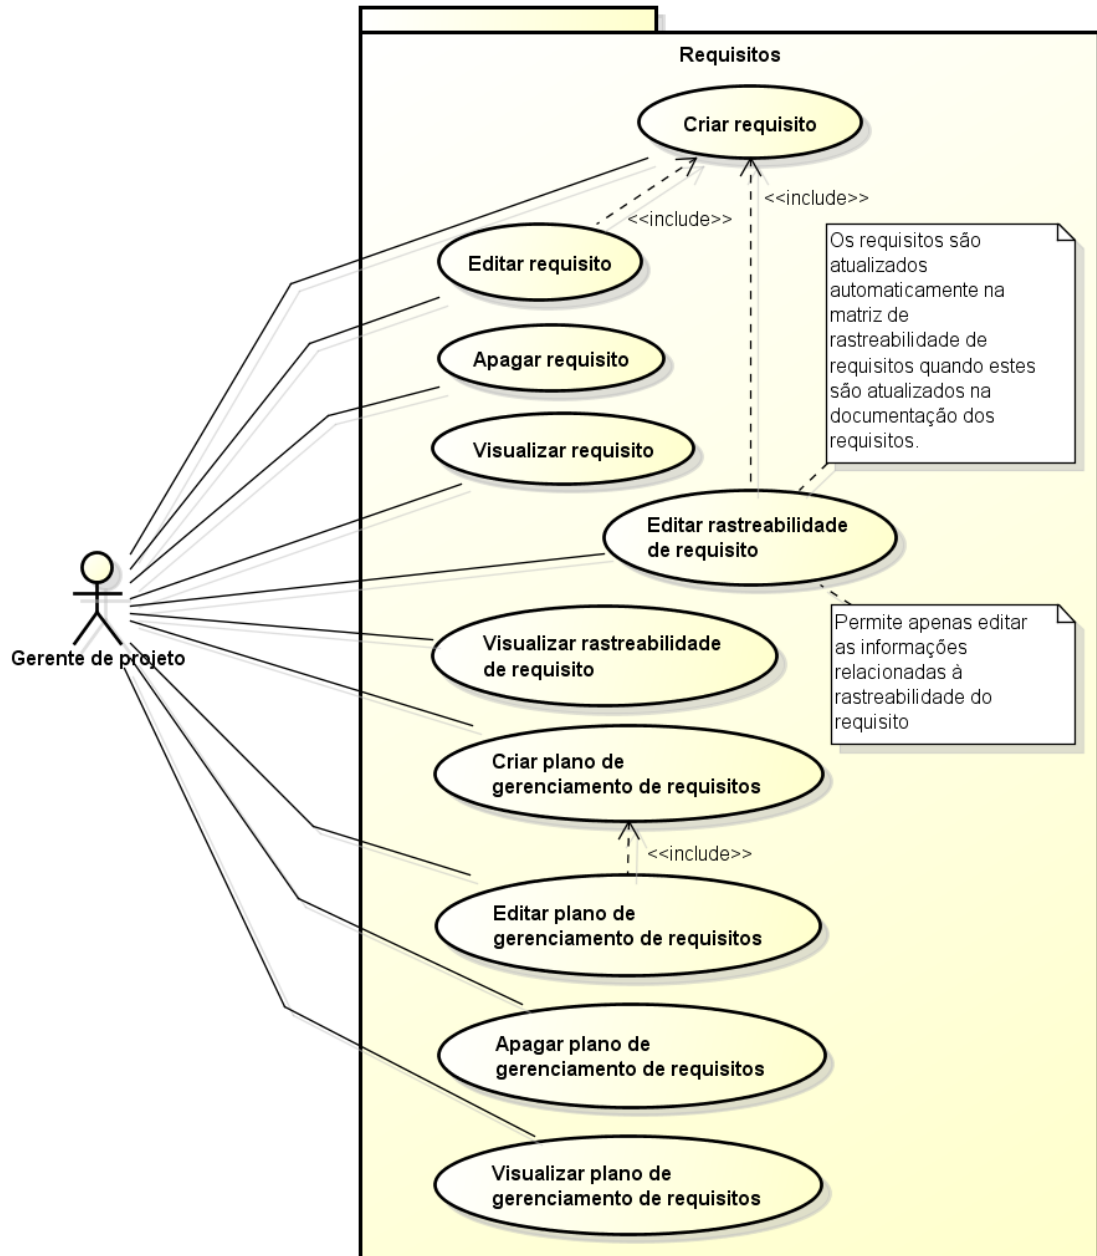 Requisitos
Criar requisito
<<include>>
<<include>>
Editar requisito
Os requisitos são
atualizados
automaticamente na
matriz de
rastreabilidade de
requisitos quando estes
são atualizados na
documentação dos
requisitos.
Apagar requisito
Visualizar requisito
Editar rastreabilidade
de requisito
Gerente de projeto
Visualizar rastreabilidade
de requisito
Permite apenas editar
as informações
relacionadas à
rastreabilidade do
requisito
Criar plano de
gerenciamento de requisitos
<<include>>
Editar plano de
gerenciamento de requisitos
Apagar plano de
gerenciamento de requisitos
Visualizar plano de
gerenciamento de requisitos